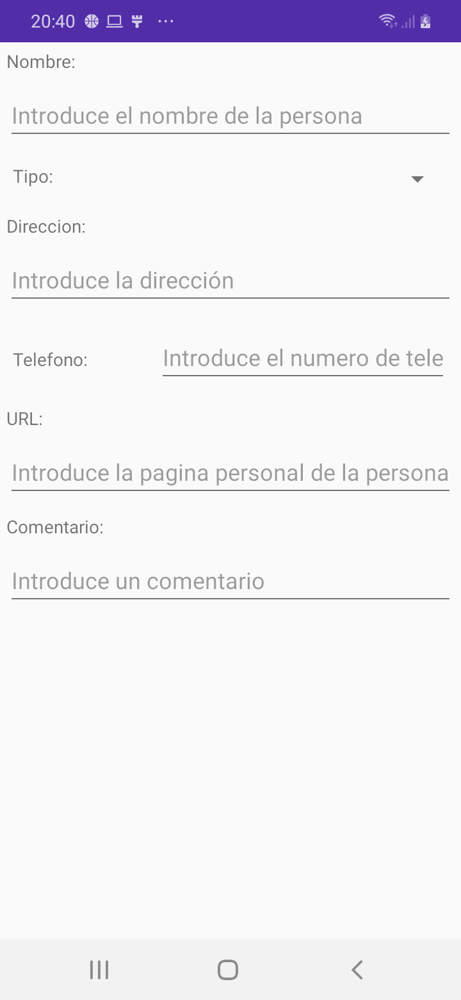 20:40
Nombre:
Introduce el nombre de la persona
Tipo:
Direccion:
Introduce la dirección
Telefono:
Introduce el numero de tele
URL:
Introduce la pagina personal de la persona
Comentario:
Introduce un comentario